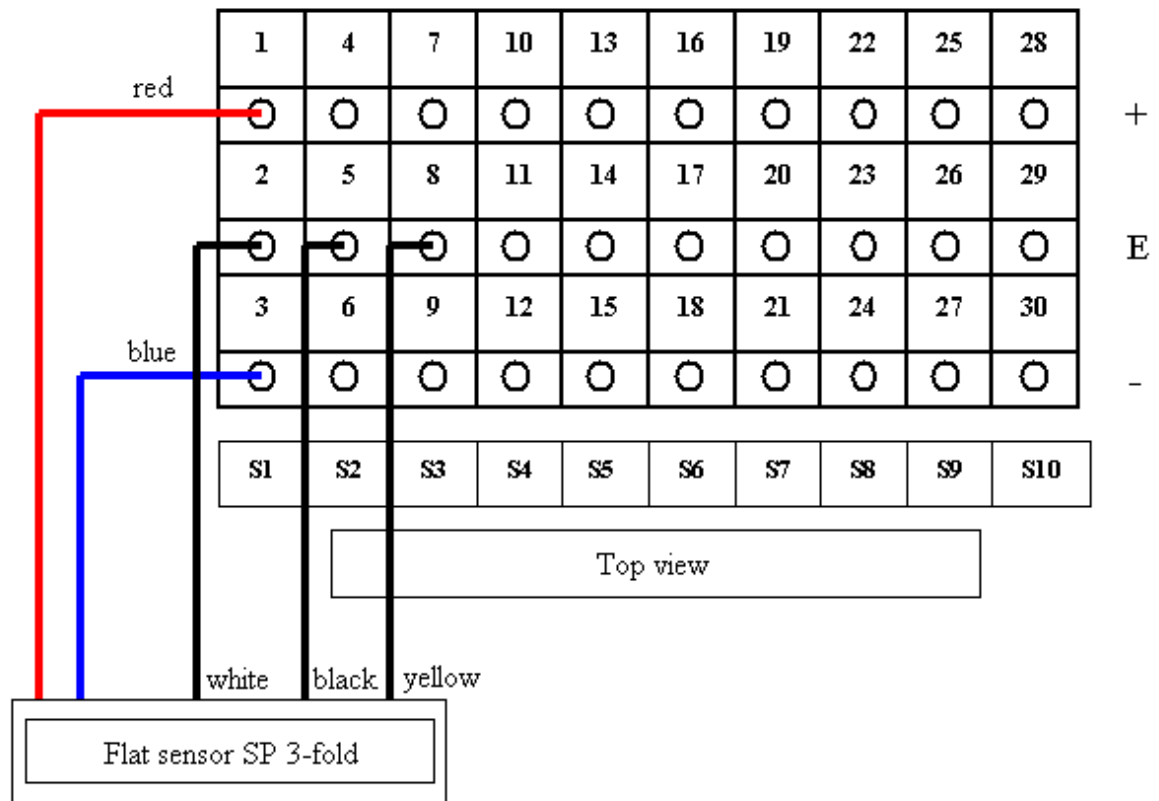 1 4 7 10 13 16 19 22 25 28
red
+
2 5 8 11 14 17 20 23 26 29
E
3 6 9 12 15 18 21 24 27 30
blue
-
S1 S2 S3 S4 S5 S6 S7 S8 S9 S10
Top view
white black yellow
Flat sensor SP 3-fold